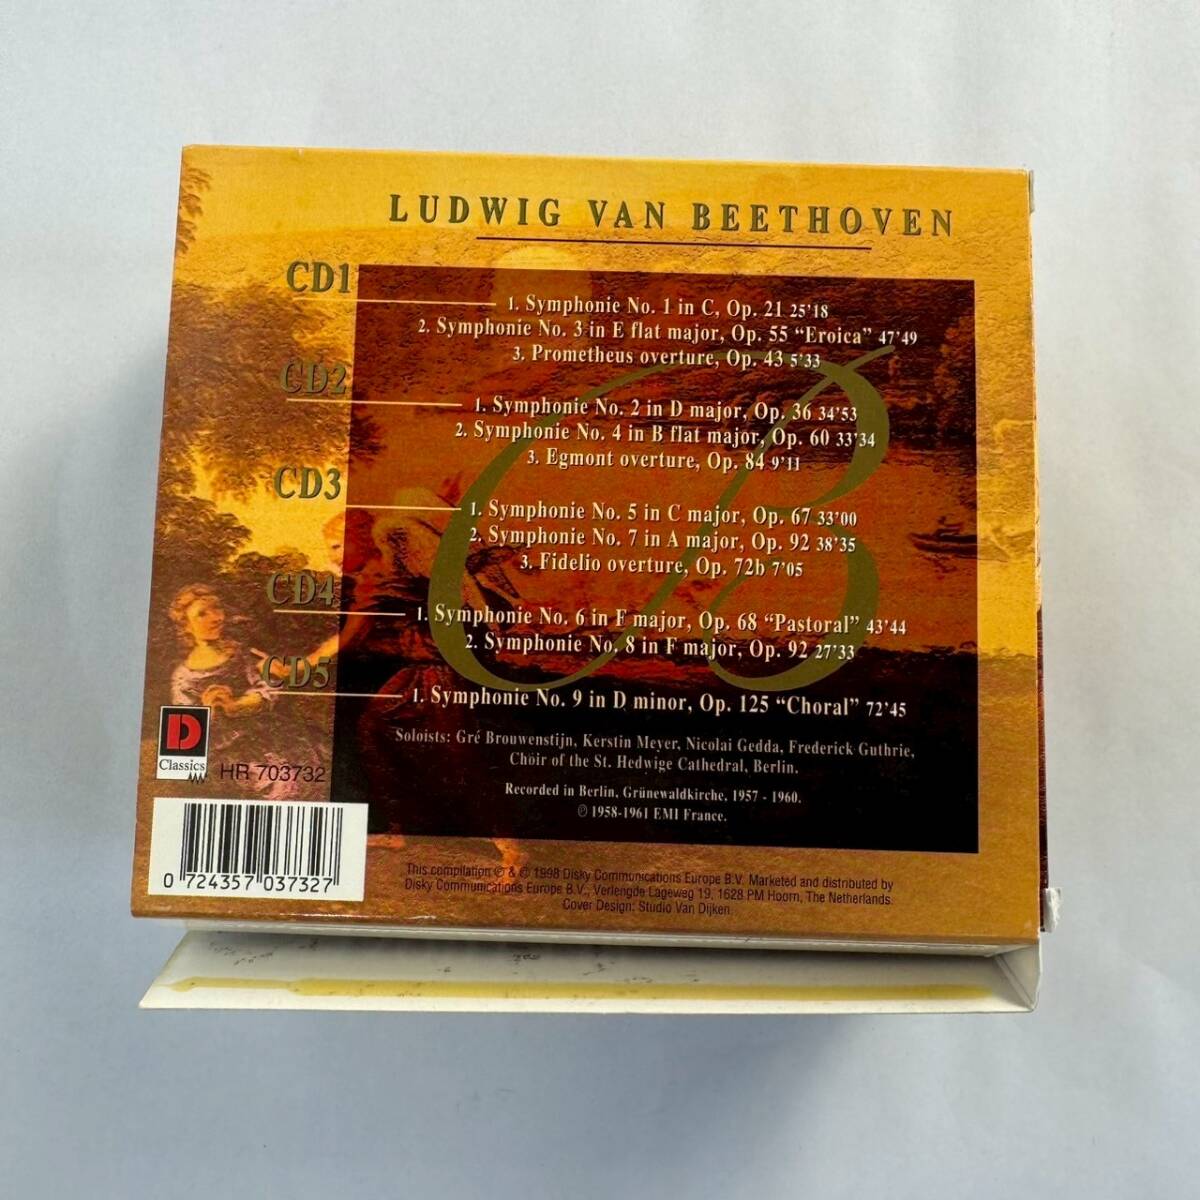 LUDWIG VAN BEETHOVEN
CD1
1. Symphonie No. 1 in C, Op. 21 25'18
2. Symphonie No. 3 in E flat major, Op. 55 "Eroica" 47'49
3. Prometheus overture, Op. 43 5'33
CD2
1. Symphonie No. 2 in D major, Op. 36 34'53
2. Symphonie No. 4 in B flat major, Op. 60 33'34
3. Egmont overture, Op. 84 9'11
CD3
1. Symphonie No. 5 in C major, Op. 67 33'00
2. Symphonie No. 7 in A major, Op. 92 38'35
3. Fidelio overture, Op. 72b 7'05
CD4
1. Symphonie No. 6 in F major, Op. 68 "Pastoral" 43'44
2. Symphonie No. 8 in F major, Op. 92 27'33
CD5
1. Symphonie No. 9 in D minor, Op. 125 "Choral" 72'45
Soloists: Gré Brouwenstijn, Kerstin Meyer, Nicolai Gedda, Frederick Guthrie,
Choir of the St. Hedwige Cathedral, Berlin.
Recorded in Berlin, Grünewaldkirche, 1957 - 1960.
℗ 1958-1961 EMI France.
D
Classics
HR 703732
0 724357 037327
This compilation ℗ & © 1998 Disky Communications Europe B.V. Marketed and distributed by
Disky Communications Europe B.V., Verlengde Lageweg 19, 1628 PM Hoorn, The Netherlands.
Cover Design: Studio Van Dijken.
B